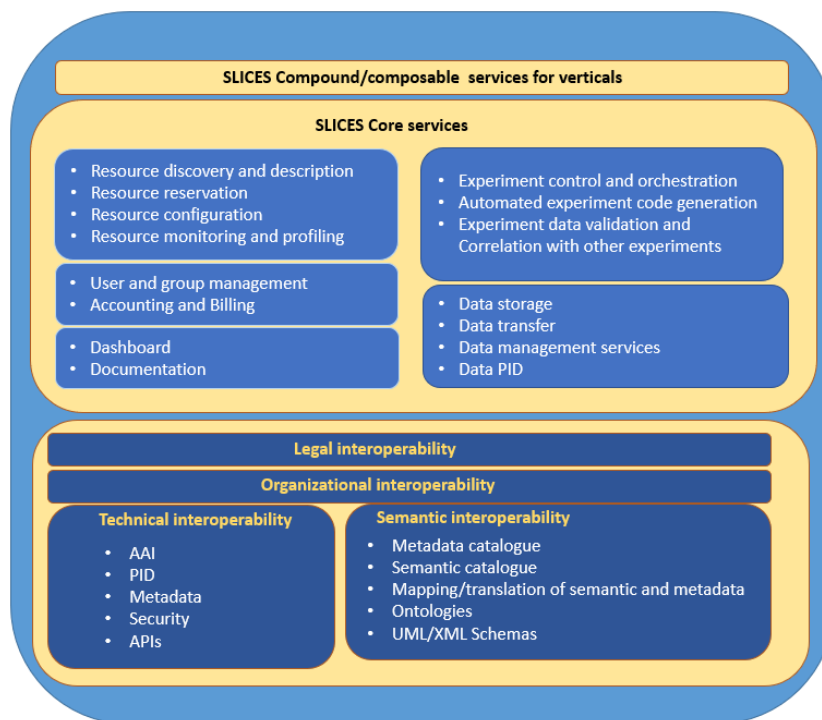 SLICES Compound/composable services for verticals
SLICES Core services
• Resource discovery and description
• Resource reservation
• Resource configuration
• Resource monitoring and profiling
• User and group management
• Accounting and Billing
• Dashboard
• Documentation
• Experiment control and orchestration
• Automated experiment code generation
• Experiment data validation and
Correlation with other experiments
• Data storage
• Data transfer
• Data management services
• Data PID
Legal interoperability
Organizational interoperability
Technical interoperability
• AAI
• PID
• Metadata
• Security
• APIs
Semantic interoperability
• Metadata catalogue
• Semantic catalogue
• Mapping/translation of semantic and metadata
• Ontologies
• UML/XML Schemas